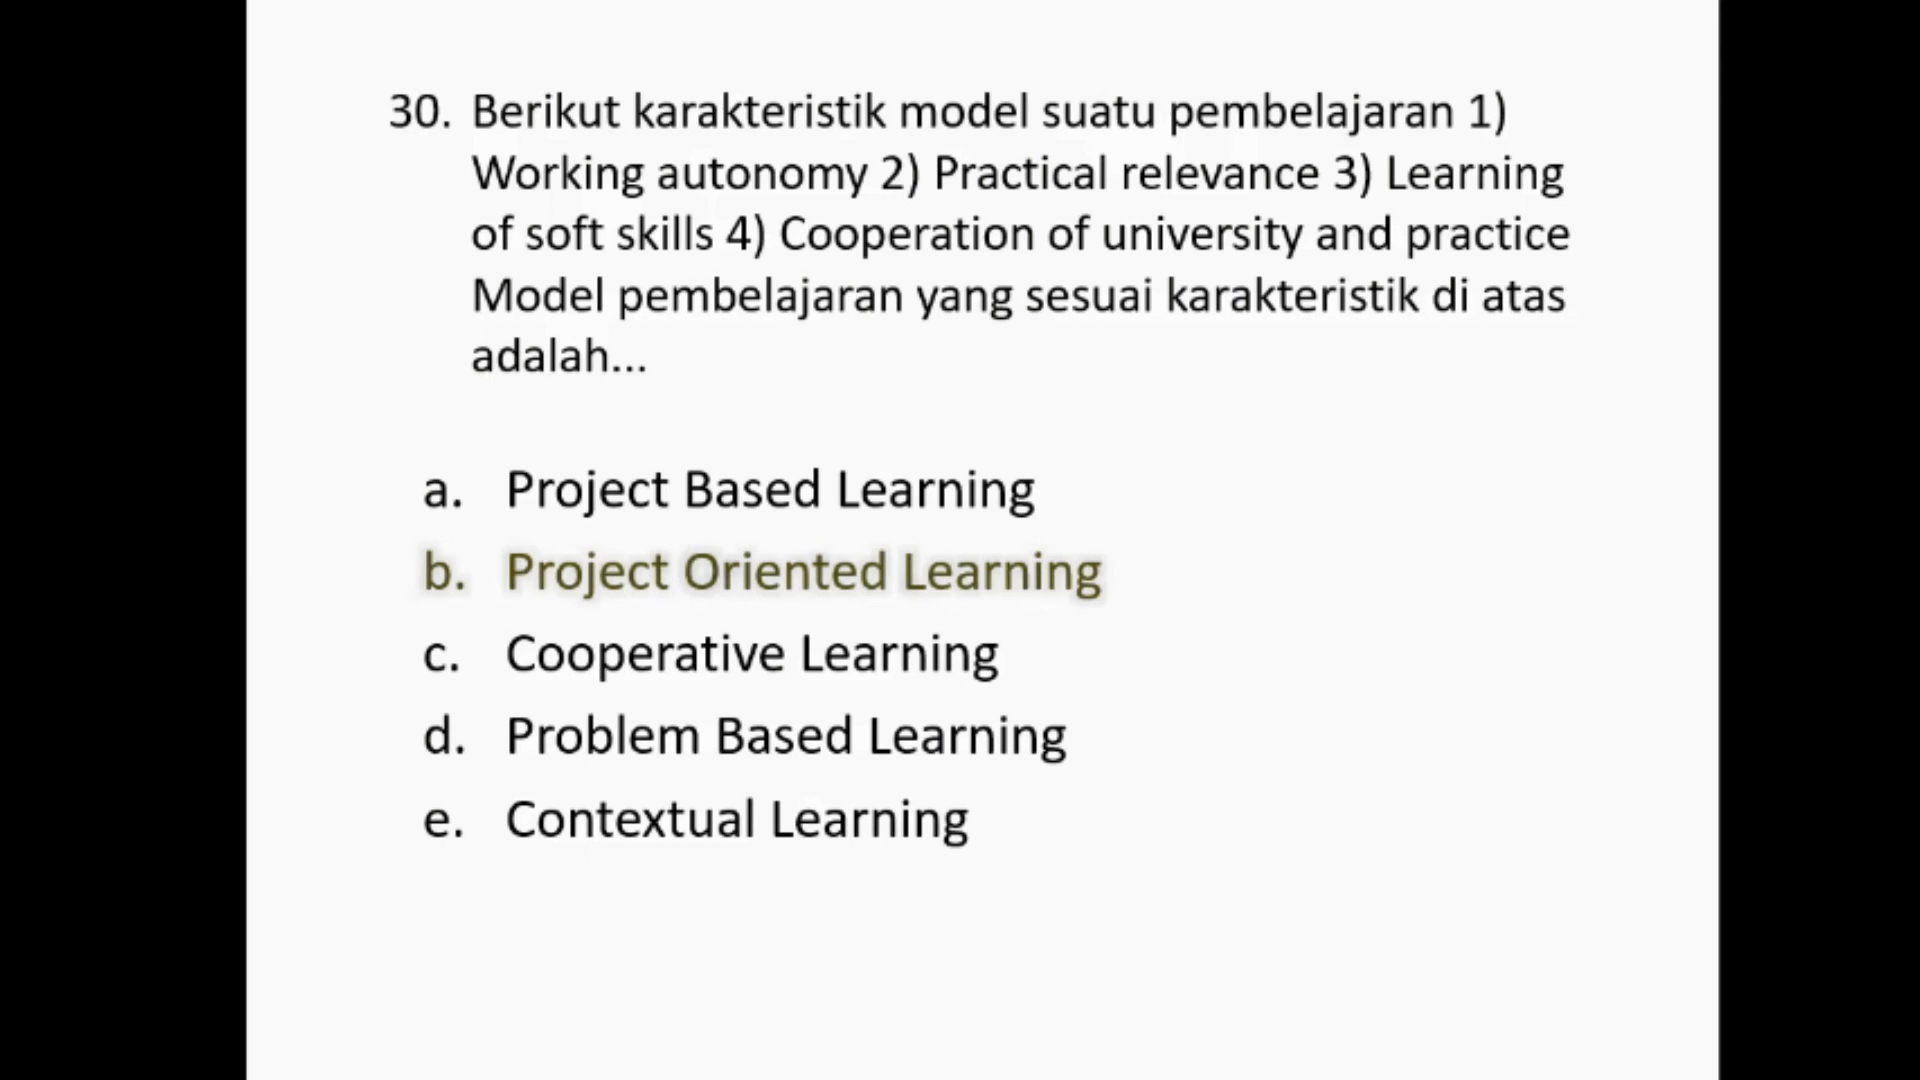 30. Berikut karakteristik model suatu pembelajaran 1)
Working autonomy 2) Practical relevance 3) Learning
of soft skills 4) Cooperation of university and practice
Model pembelajaran yang sesuai karakteristik di atas
adalah...
a. Project Based Learning
b. Project Oriented Learning
c. Cooperative Learning
d. Problem Based Learning
e. Contextual Learning